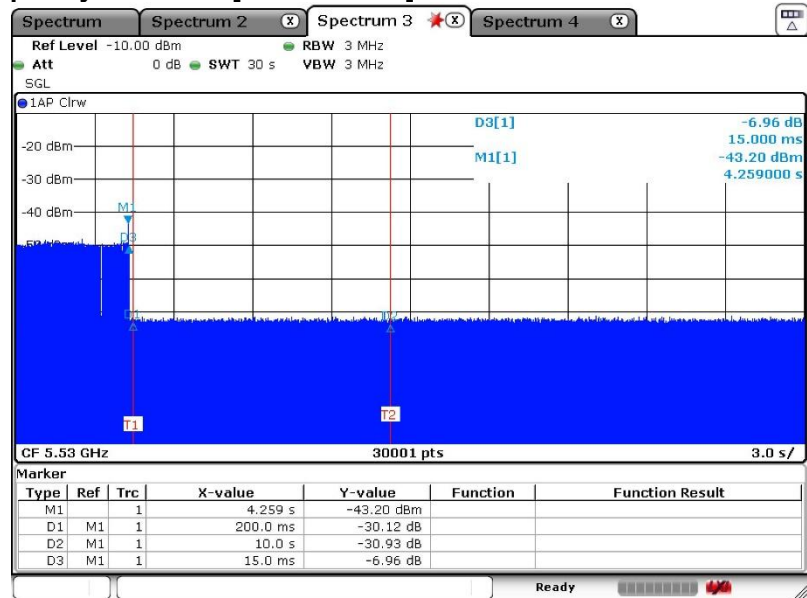 Spectrum Spectrum 2 Spectrum 3 Spectrum 4
Ref Level -10.00 dBm RBW 3 MHz
Att 0 dB SWT 30 s VBW 3 MHz
SGL
1AP Clrw
D3[1] -6.96 dB
15.000 ms
M1[1] -43.20 dBm
4.259000 s
-20 dBm
-30 dBm
-40 dBm
M1
D3
D1
T1
T2
CF 5.53 GHz 30001 pts 3.0 s/
Marker
Type Ref Trc X-value Y-value Function Function Result
M1 1 4.259 s -43.20 dBm
D1 M1 1 200.0 ms -30.12 dB
D2 M1 1 10.0 s -30.93 dB
D3 M1 1 15.0 ms -6.96 dB
Ready